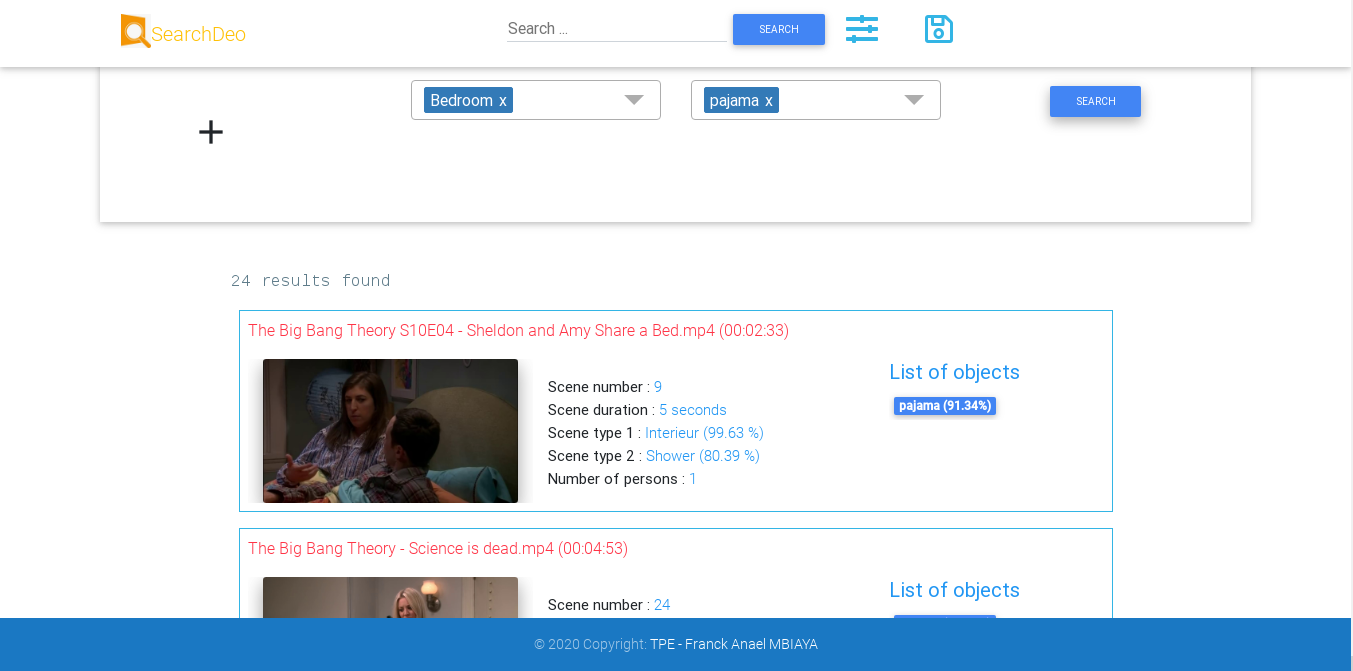 SearchDeo
Search ...
SEARCH
Bedroom x
pajama x
SEARCH
+
24 results found
The Big Bang Theory S10E04 - Sheldon and Amy Share a Bed.mp4 (00:02:33)
Scene number : 9
Scene duration : 5 seconds
Scene type 1 : Interieur (99.63 %)
Scene type 2 : Shower (80.39 %)
Number of persons : 1
List of objects
pajama (91.34%)
The Big Bang Theory - Science is dead.mp4 (00:04:53)
Scene number : 24
List of objects
© 2020 Copyright: TPE - Franck Anael MBIAYA